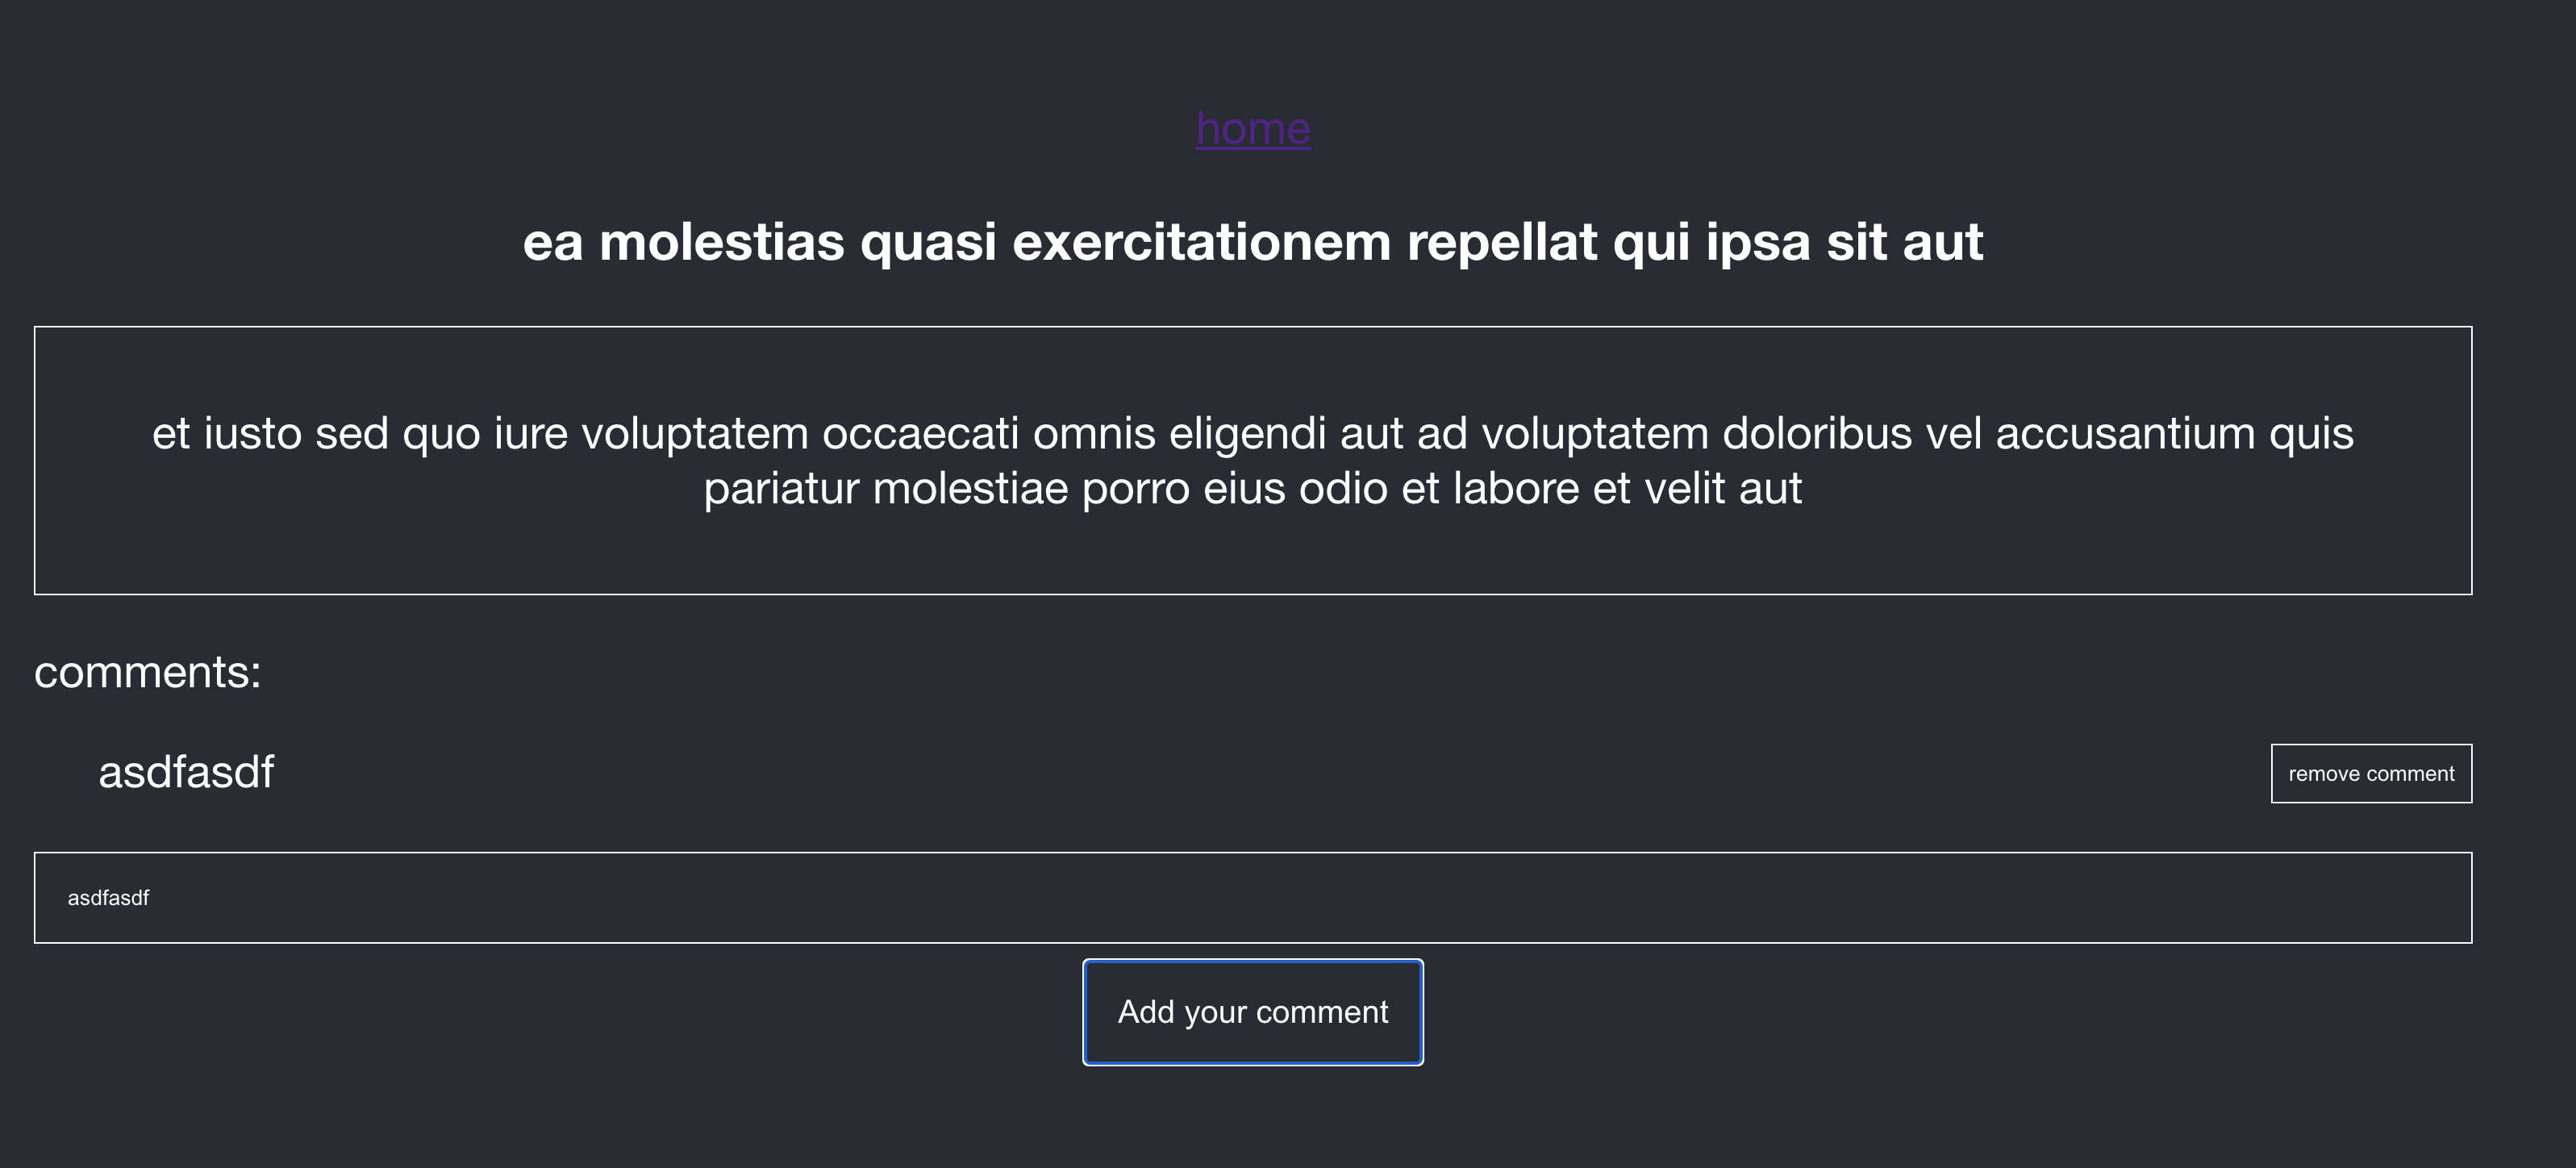 home
ea molestias quasi exercitationem repellat qui ipsa sit aut
et iusto sed quo iure voluptatem occaecati omnis eligendi aut ad voluptatem doloribus vel accusantium quis
pariatur molestiae porro eius odio et labore et velit aut
comments:
asdfasdf
remove comment
asdfasdf
Add your comment